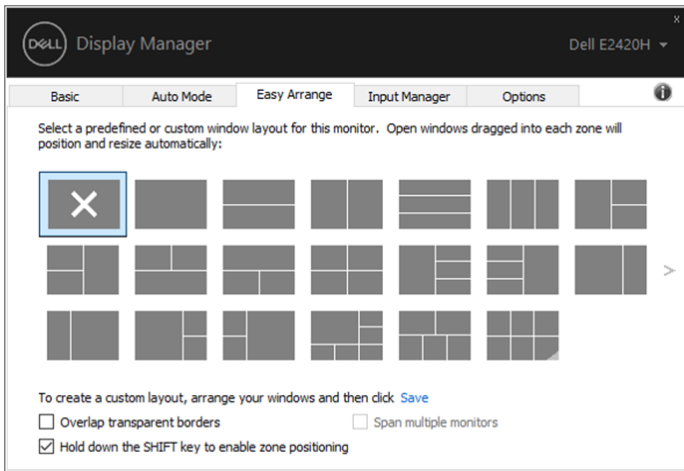 x
DELL Display Manager Dell E2420H
Basic Auto Mode Easy Arrange Input Manager Options i
Select a predefined or custom window layout for this monitor. Open windows dragged into each zone will
position and resize automatically:
>
To create a custom layout, arrange your windows and then click Save
Overlap transparent borders Span multiple monitors
Hold down the SHIFT key to enable zone positioning